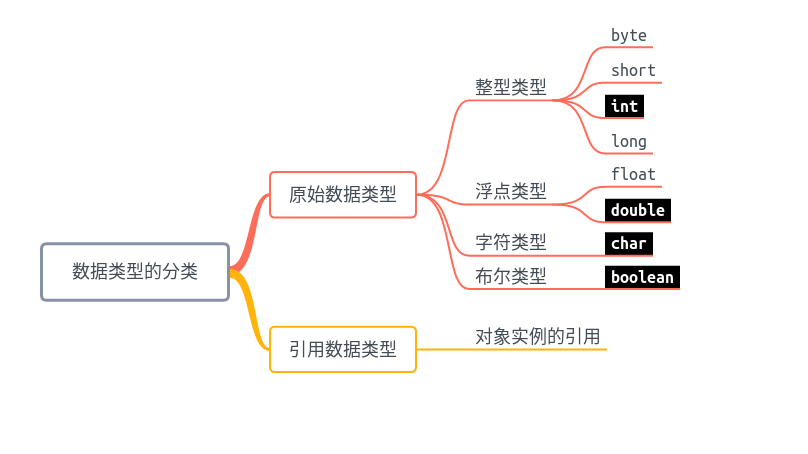 数据类型的分类
原始数据类型
整型类型
byte
short
int
long
浮点类型
float
double
字符类型
char
布尔类型
boolean
引用数据类型
对象实例的引用